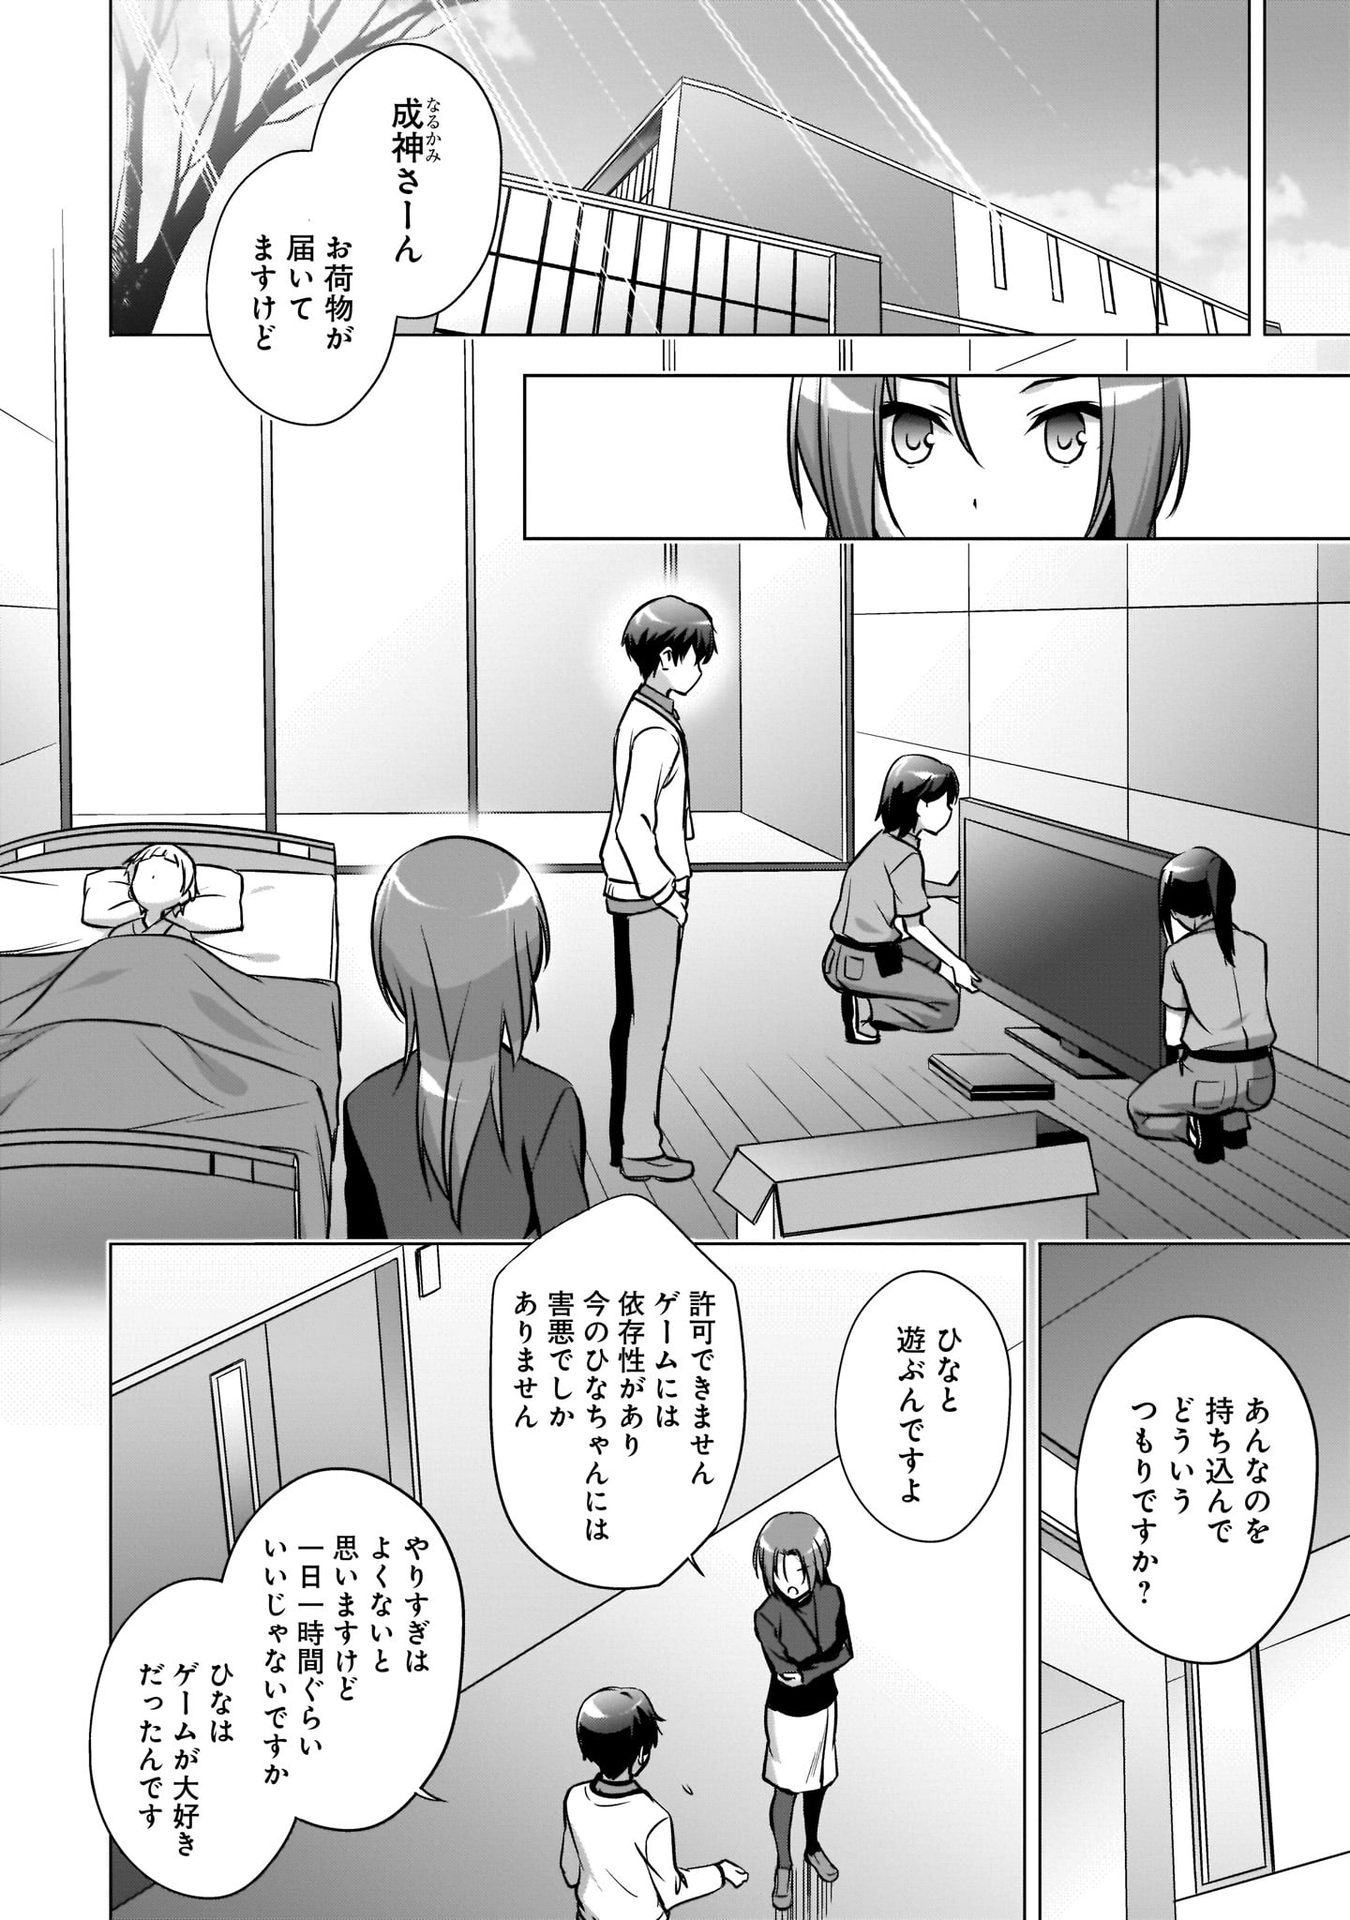 成神さーん
なるかみ
お荷物が
届いて
ますけど
あんなのを
持ち込んで
どういう
つもりですか?
ひなと
遊ぶんですよ
許可できません
ゲームには
依存性があり
今のひなちゃんには
害悪でしか
ありません
やりすぎは
よくないと
思いますけど
一日一時間ぐらい
いいじゃないですか
ひなは
ゲームが大好き
だったんです